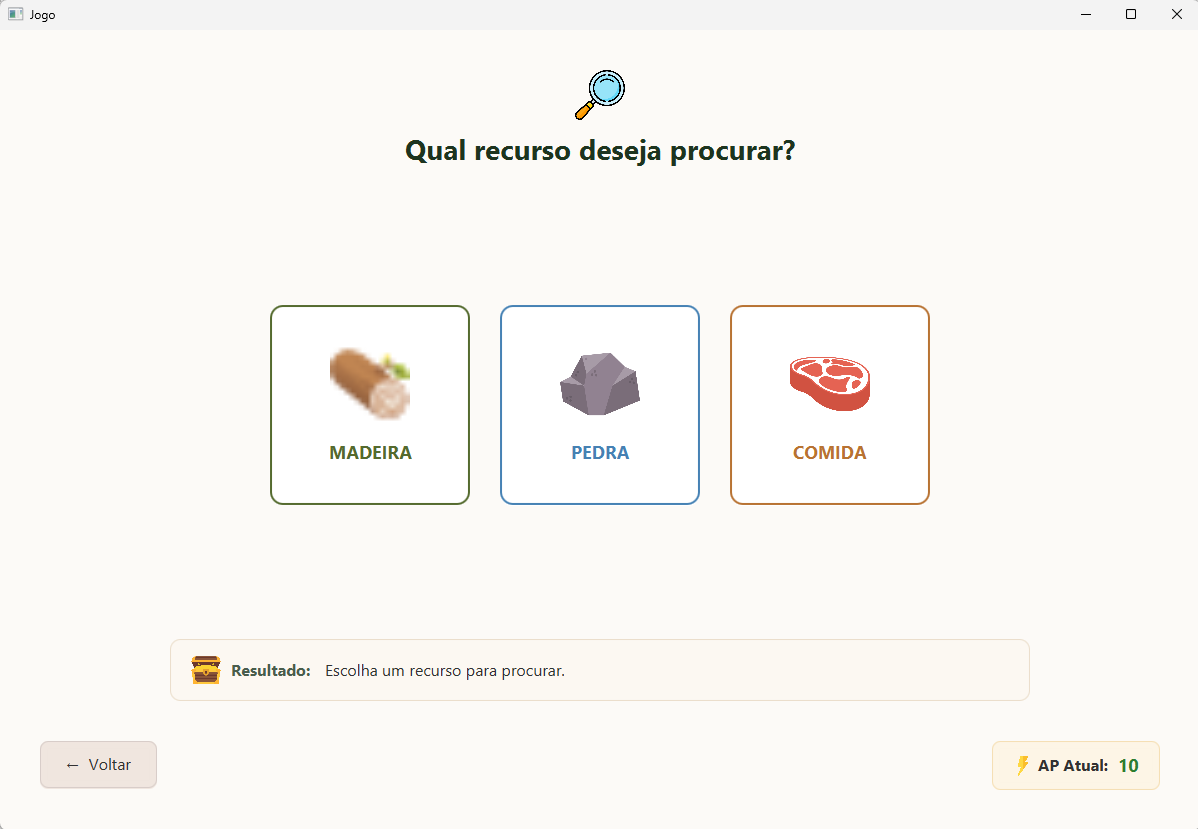 Jogo
Qual recurso deseja procurar?
MADEIRA
PEDRA
COMIDA
Resultado: Escolha um recurso para procurar.
← Voltar
AP Atual: 10